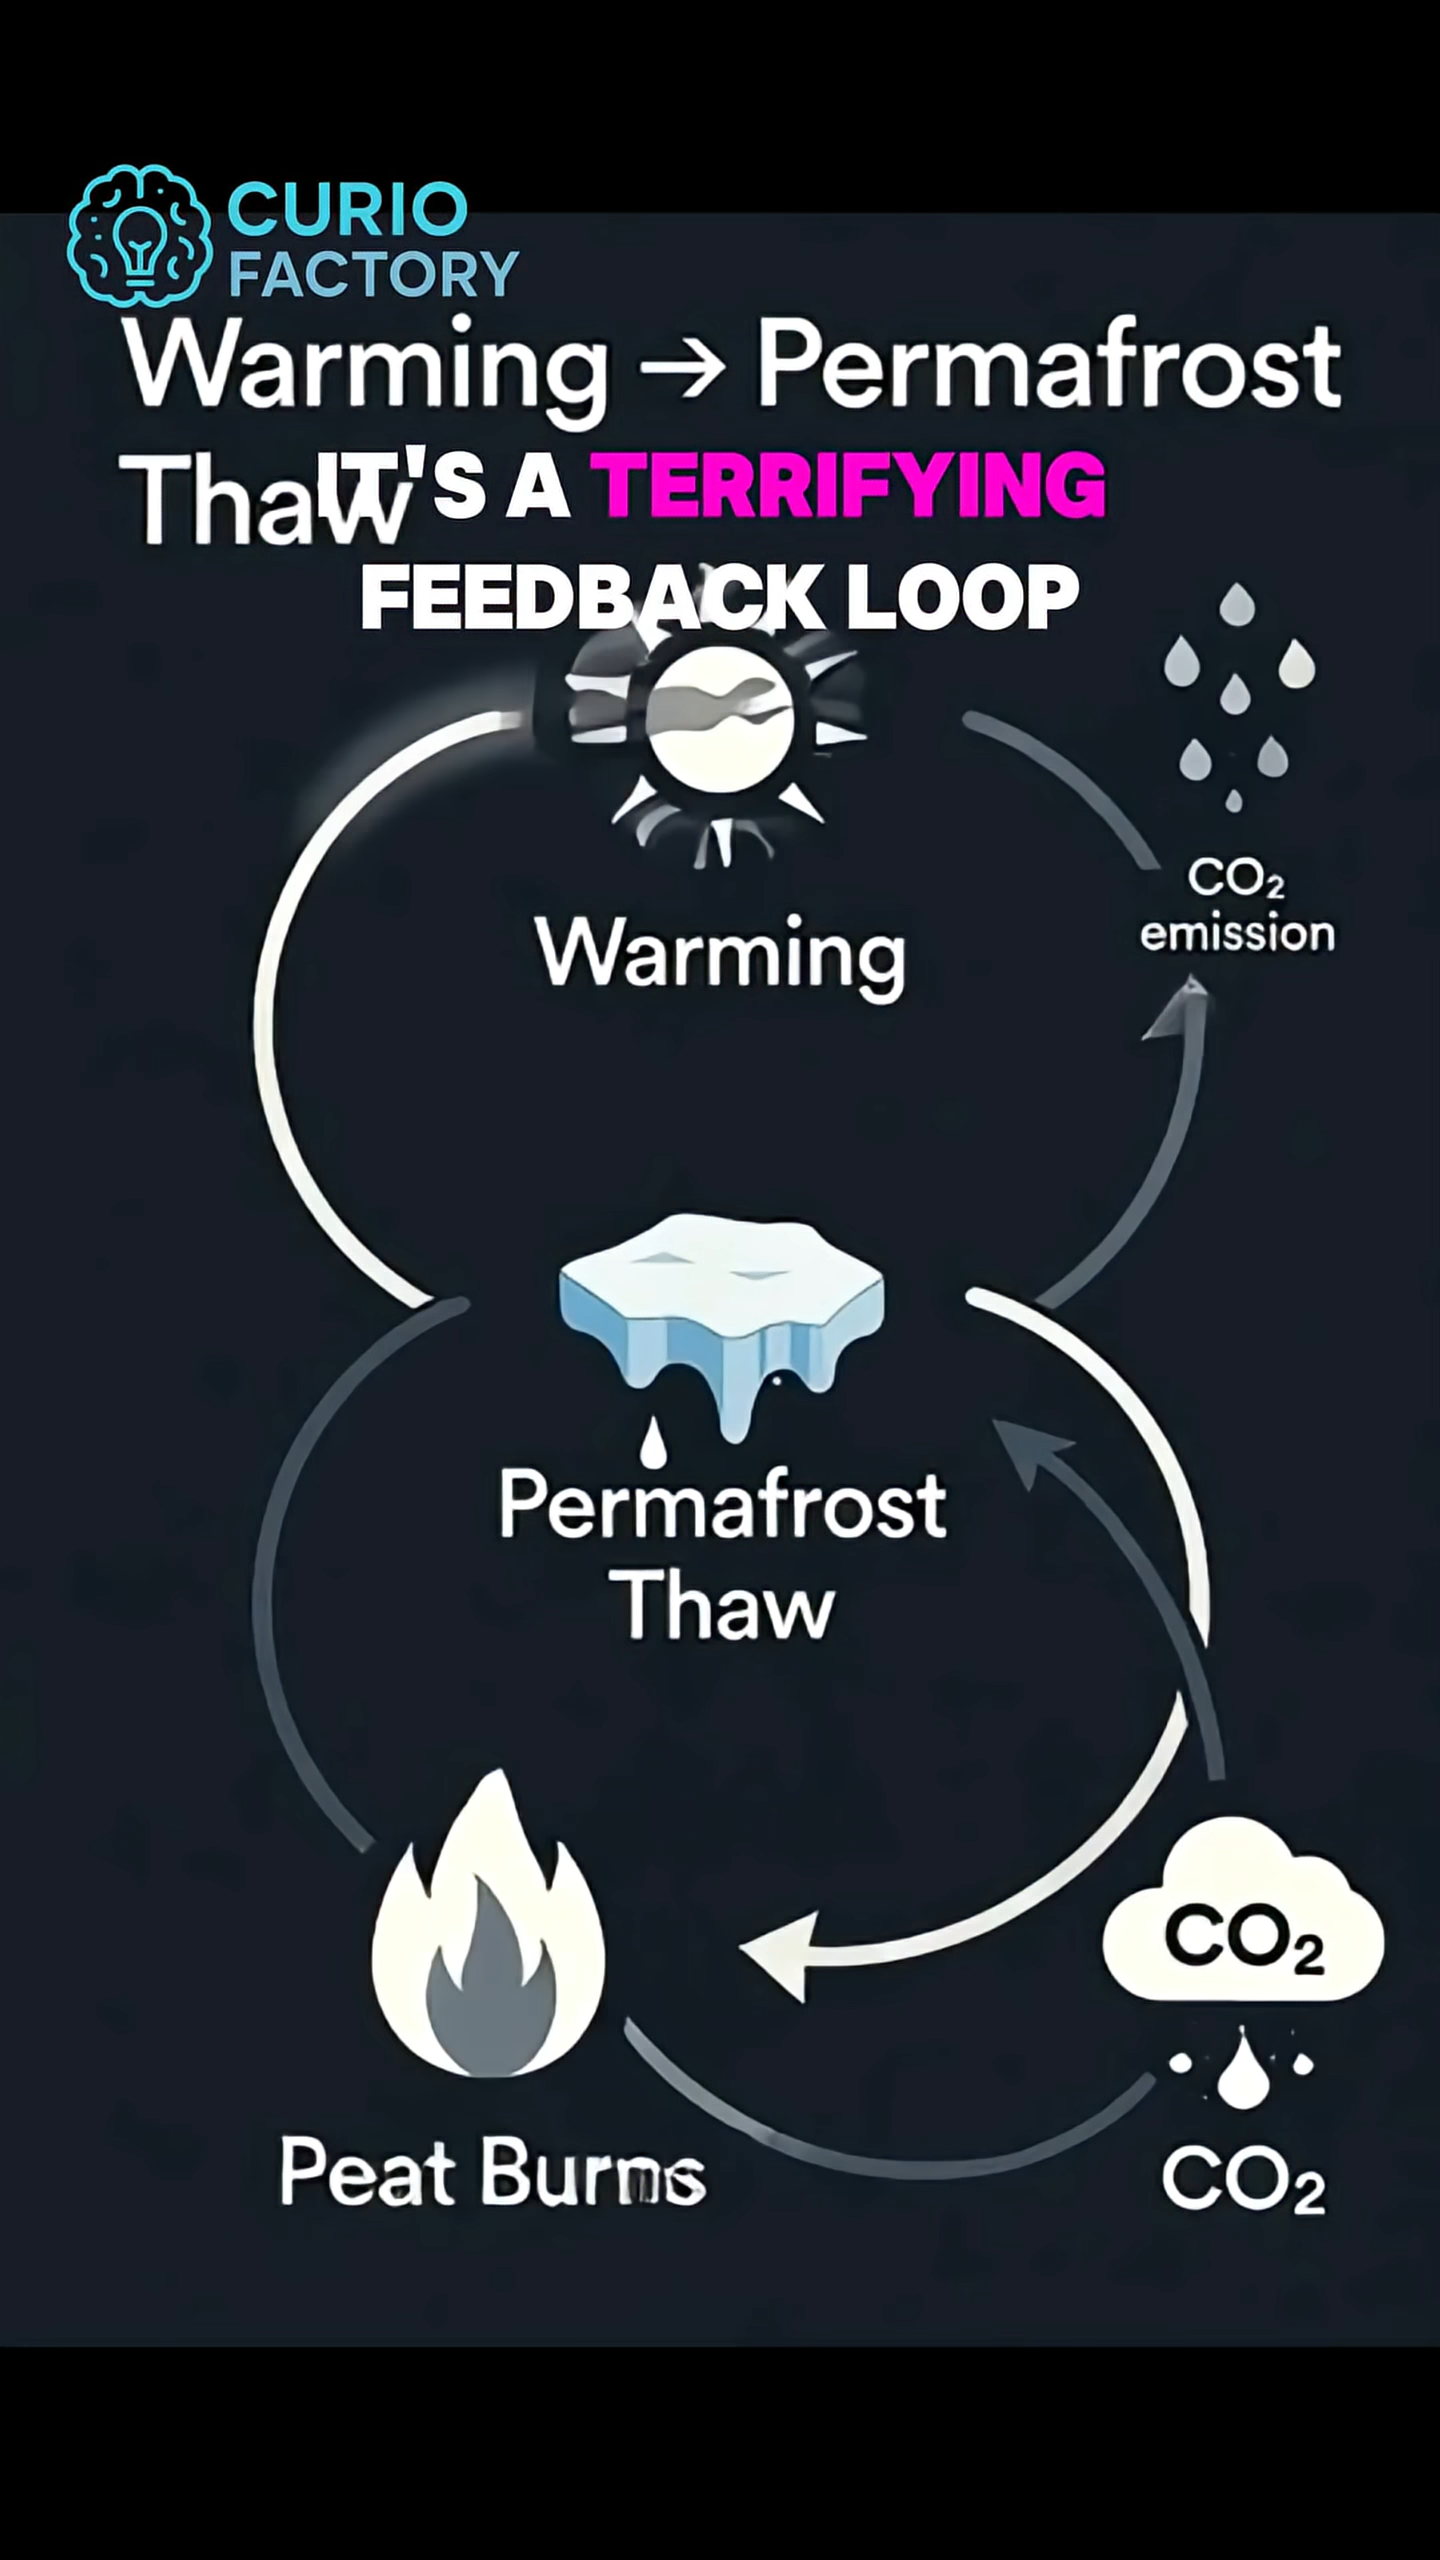 CURIO
FACTORY
Warming → Permafrost
Thaw
IT'S A TERRIFYING
FEEDBACK LOOP
CO₂
emission
Warming
Permafrost
Thaw
CO₂
Peat Burns
CO₂